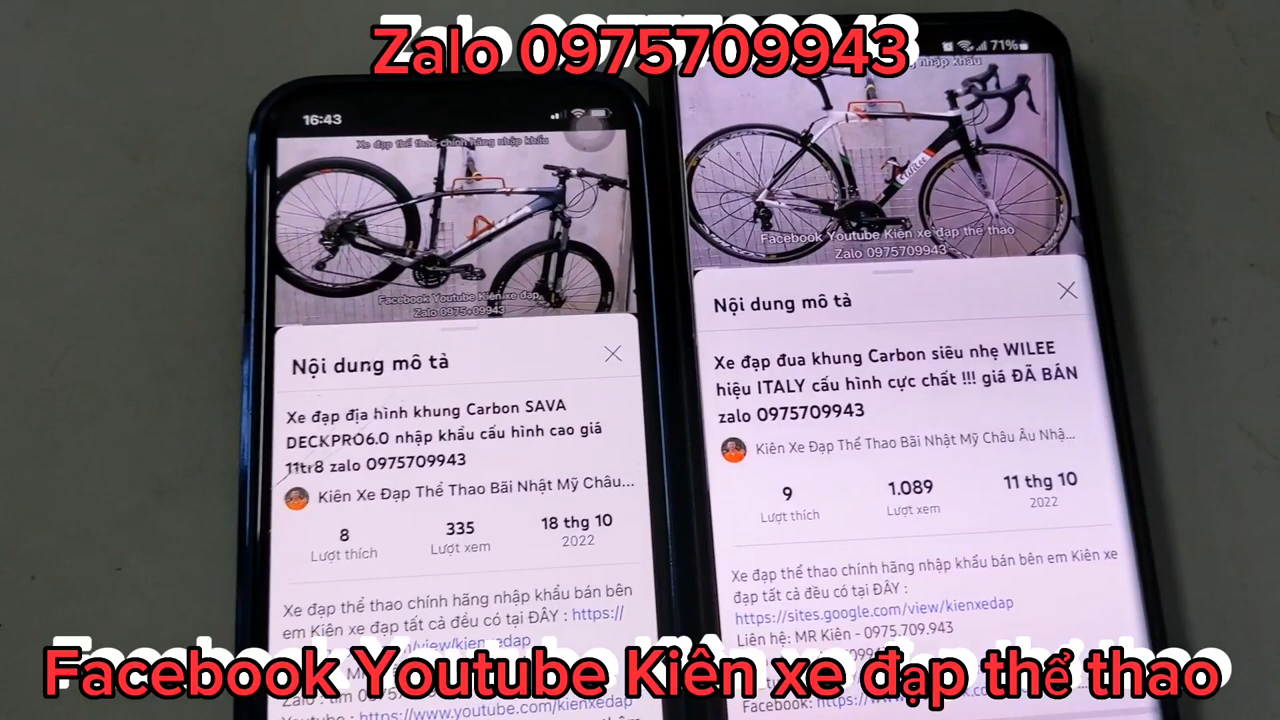 Zalo 0975709943
16:43
Xe đạp thể thao chính hãng nhập khẩu
Facebook Youtube Kiên xe đạp
Nội dung mô tả
Xe đạp địa hình khung Carbon SAVA
DECKPRO6.0 nhập khẩu cấu hình cao giá
11tr8 zalo 0975709943
Kiên Xe Đạp Thể Thao Bãi Nhật Mỹ Châu...
8 335 18 thg 10
Lượt thích Lượt xem 2022
Xe đạp thể thao chính hãng nhập khẩu bán bên
em Kiên xe đạp tất cả đều có tại ĐÂY : https://
/view/kienxedap
Youtube : https://www.youtube.com/kienxedap
71%
nhập khẩu
Facebook Youtube Kiên xe đạp thể thao
Zalo 0975709943
Nội dung mô tả
Xe đạp đua khung Carbon siêu nhẹ WILEE
hiệu ITALY cấu hình cực chất !!! giá ĐÃ BÁN
zalo 0975709943
Kiên Xe Đạp Thể Thao Bãi Nhật Mỹ Châu Âu Nhậ...
9 1.089 11 thg 10
Lượt thích Lượt xem 2022
Xe đạp thể thao chính hãng nhập khẩu bán bên em Kiên xe
đạp tất cả đều có tại ĐÂY :
https://sites.google.com/view/kienxedap
Liên hệ: MR Kiên - 0975.709.943
Facebook:
Facebook Youtube Kiên xe đạp thể thao